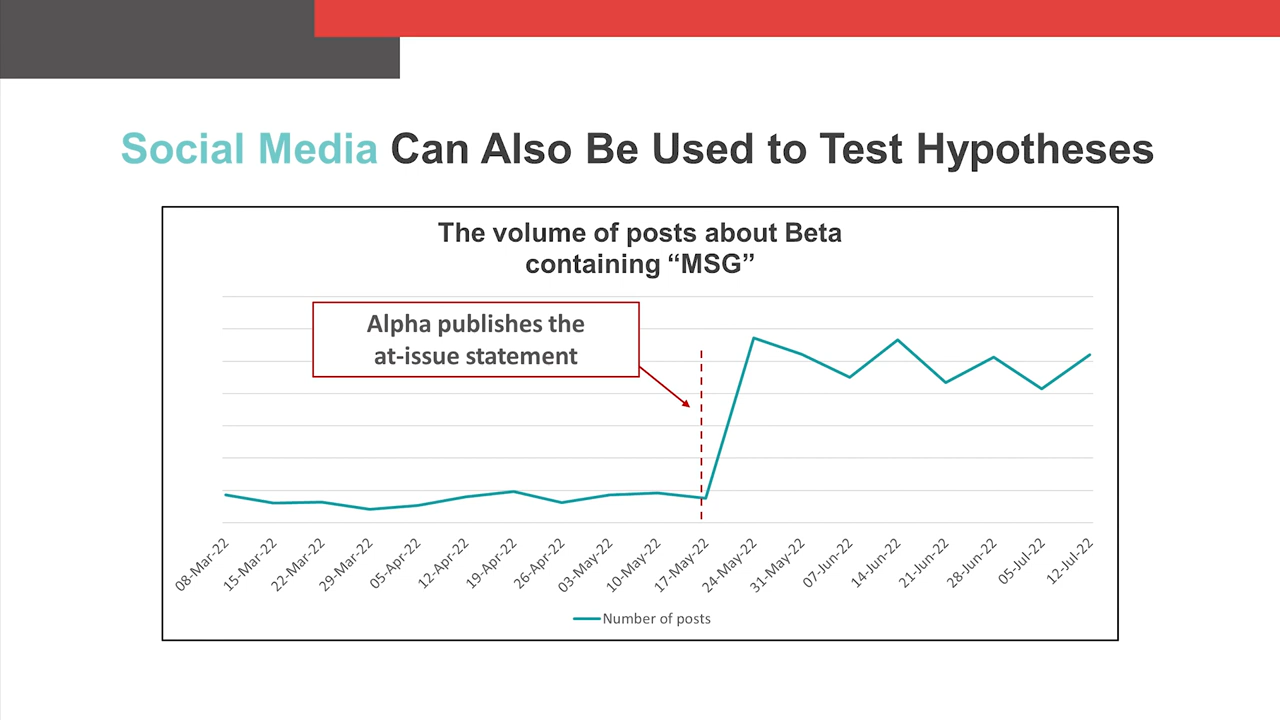 Social Media Can Also Be Used to Test Hypotheses
The volume of posts about Beta
containing “MSG”
Alpha publishes the
at-issue statement
08-Mar-22
15-Mar-22
22-Mar-22
29-Mar-22
05-Apr-22
12-Apr-22
19-Apr-22
26-Apr-22
03-May-22
10-May-22
17-May-22
24-May-22
31-May-22
07-Jun-22
14-Jun-22
21-Jun-22
28-Jun-22
05-Jul-22
12-Jul-22
Number of posts